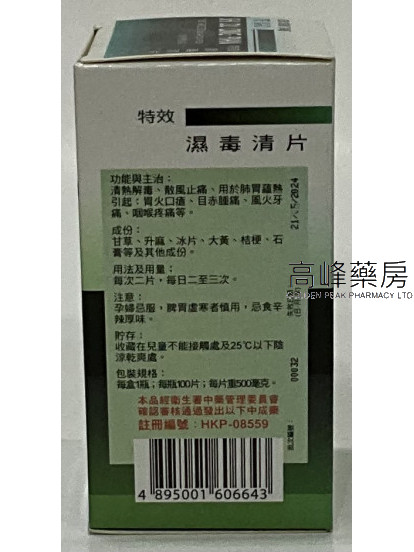 特效
濕毒清片
功能與主治：
清熱解毒、散風止痛、用於肺胃蘊熱
引起；胃火口瘡、目赤腫痛、風火牙
痛、咽喉疼痛等。
成份：
甘草、升麻、冰片、大黃、桔梗、石
膏等及其他成份。
用法及用量：
每次二片，每日二至三次。
注意：
孕婦忌服，脾胃虛寒者慎用，忌食辛
辣厚味。
貯存：
收藏在兒童不能接觸處及25℃以下陰
涼乾爽處。
包裝規格：
每盒1瓶；每瓶100片；每片重500毫克。
本品經衛生署中藥管理委員會
確認審核通過發出以下中成藥
註冊編號：HKP-08559
4 895001 606643
00032
高峰藥房
GOLDEN PEAK PHARMACY LTD